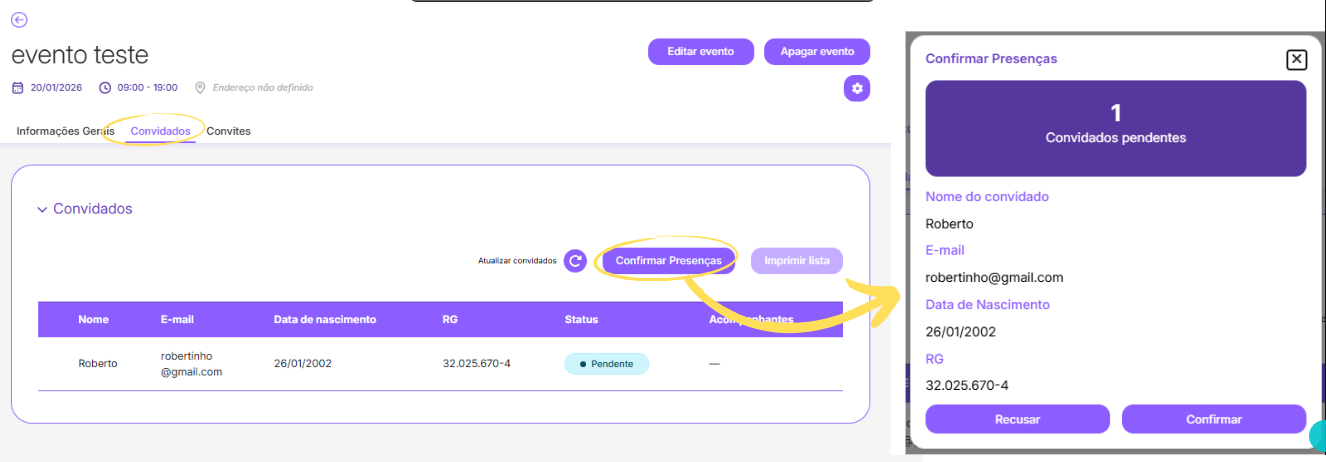 evento teste
Editar evento
Apagar evento
20/01/2026
09:00 - 19:00
Endereço não definido
Informações Gerais
Convidados
Convites
Convidados
Atualizar convidados
Confirmar Presenças
Imprimir lista
Nome
E-mail
Data de nascimento
RG
Status
Acompanhantes
Roberto
robertinho
@gmail.com
26/01/2002
32.025.670-4
Pendente
—
Confirmar Presenças
1
Convidados pendentes
Nome do convidado
Roberto
E-mail
robertinho@gmail.com
Data de Nascimento
26/01/2002
RG
32.025.670-4
Recusar
Confirmar